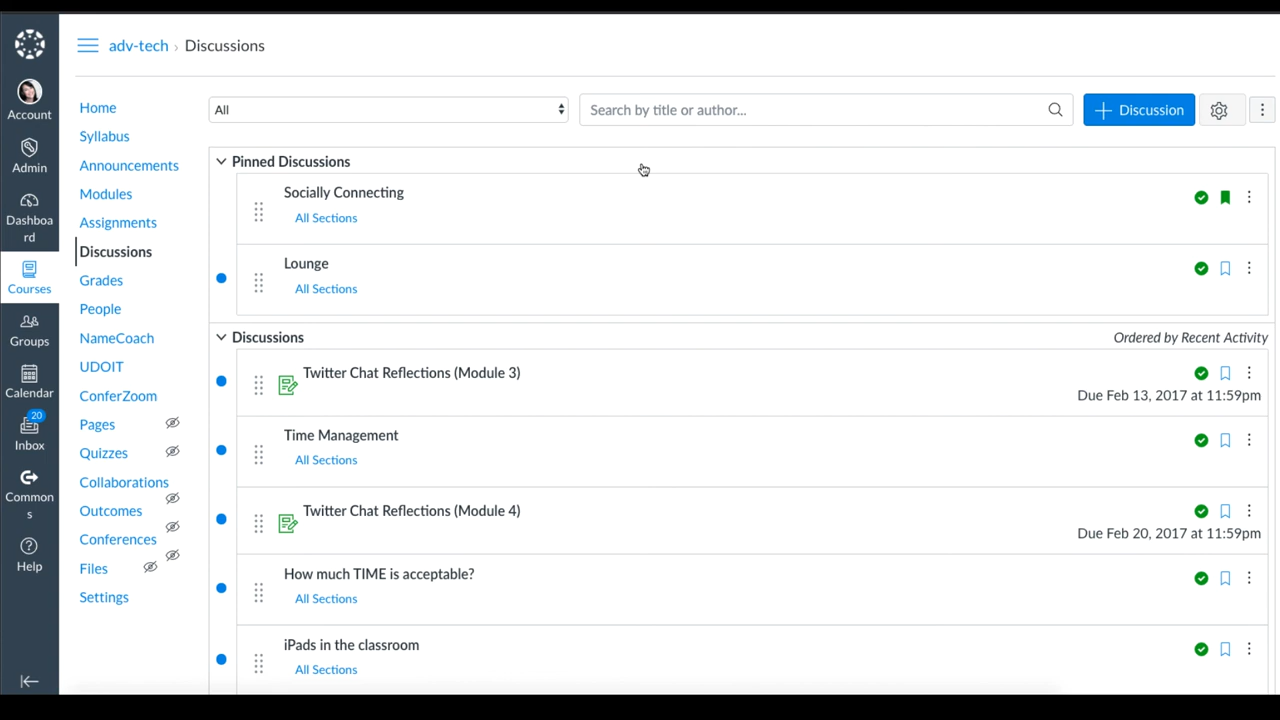 adv-tech › Discussions
Account
Admin
Dashboa
rd
Courses
Groups
Calendar
20
Inbox
Common
s
Help
Home
Syllabus
Announcements
Modules
Assignments
Discussions
Grades
People
NameCoach
UDOIT
ConferZoom
Pages
Quizzes
Collaborations
Outcomes
Conferences
Files
Settings
All
Search by title or author...
Discussion
Pinned Discussions
Socially Connecting
All Sections
Lounge
All Sections
Discussions
Ordered by Recent Activity
Twitter Chat Reflections (Module 3)
Due Feb 13, 2017 at 11:59pm
Time Management
All Sections
Twitter Chat Reflections (Module 4)
Due Feb 20, 2017 at 11:59pm
How much TIME is acceptable?
All Sections
iPads in the classroom
All Sections